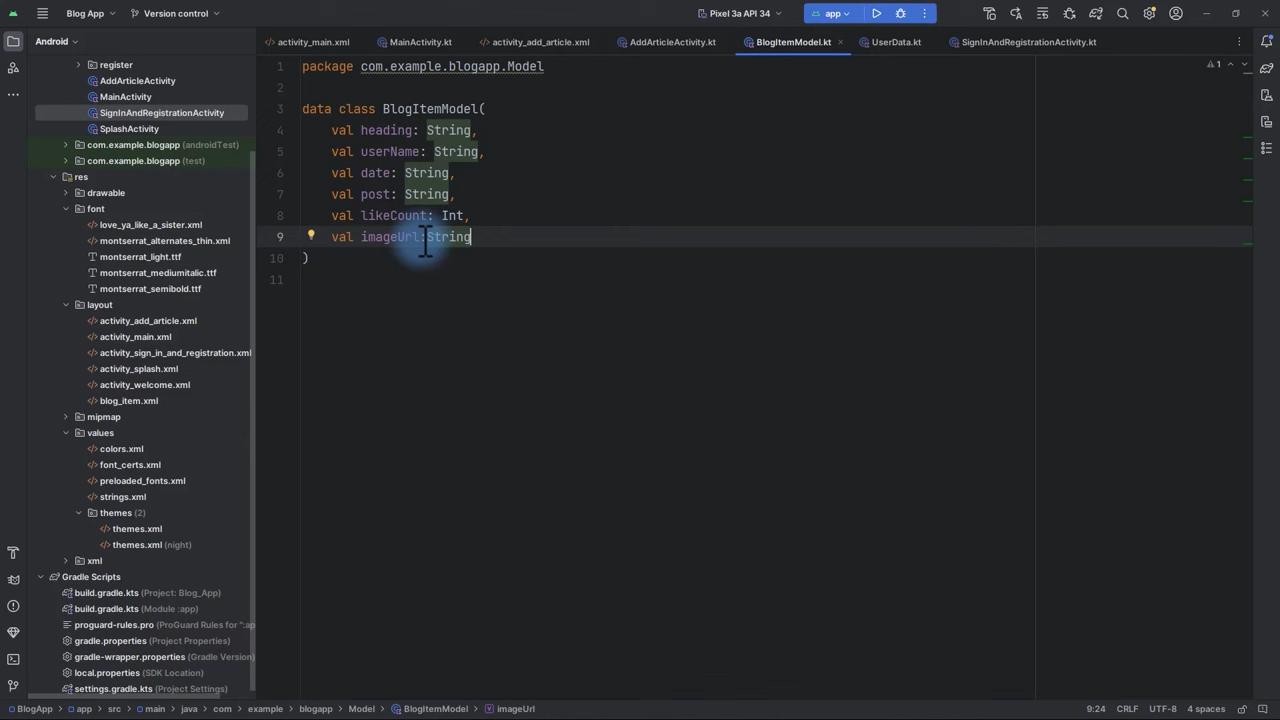 Blog App
Version control
Pixel 3a API 34
app
Android
activity_main.xml
MainActivity.kt
activity_add_article.xml
AddArticleActivity.kt
BlogItemModel.kt
UserData.kt
SignInAndRegistrationActivity.kt
register
AddArticleActivity
MainActivity
SignInAndRegistrationActivity
SplashActivity
com.example.blogapp (androidTest)
com.example.blogapp (test)
res
drawable
font
love_ya_like_a_sister.xml
montserrat_alternates_thin.xml
montserrat_light.ttf
montserrat_mediumitalic.ttf
montserrat_semibold.ttf
layout
activity_add_article.xml
activity_main.xml
activity_sign_in_and_registration.xml
activity_splash.xml
activity_welcome.xml
blog_item.xml
mipmap
values
colors.xml
font_certs.xml
preloaded_fonts.xml
strings.xml
themes (2)
themes.xml
themes.xml (night)
xml
Gradle Scripts
build.gradle.kts (Project: Blog_App)
build.gradle.kts (Module :app)
proguard-rules.pro (ProGuard Rules for ":app
gradle.properties (Project Properties)
gradle-wrapper.properties (Gradle Version)
local.properties (SDK Location)
settings.gradle.kts (Project Settings)
1 package com.example.blogapp.Model
2
3 data class BlogItemModel(
4 val heading: String,
5 val userName: String,
6 val date: String,
7 val post: String,
8 val likeCount: Int,
9 val imageUrl:String
10 )
11
1
BlogApp
app
src
main
java
com
example
blogapp
Model
BlogItemModel
imageUrl
9:24
CRLF
UTF-8
4 spaces